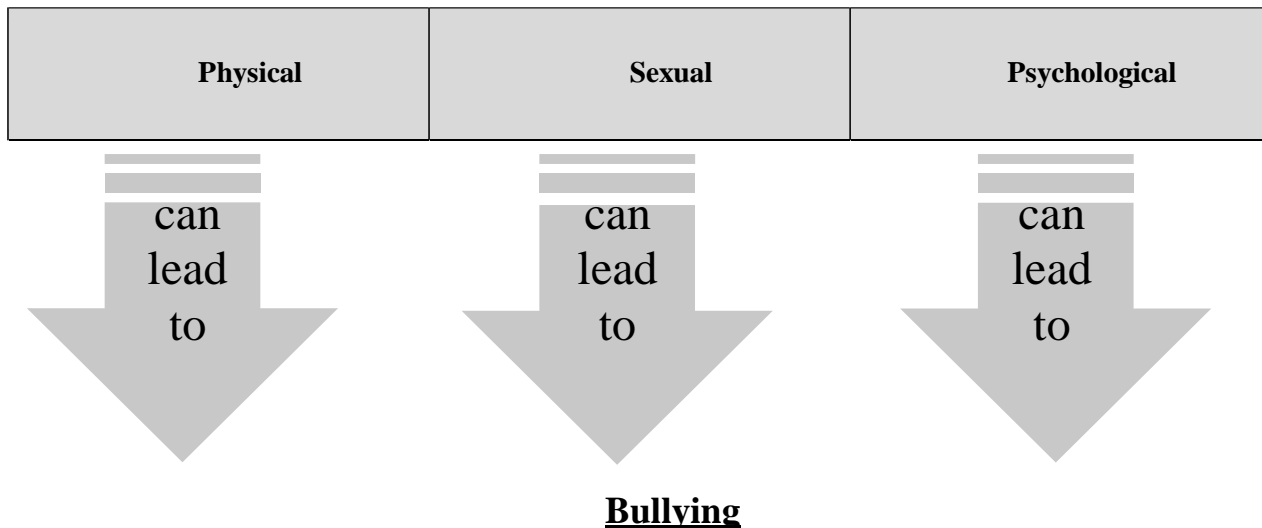 Physical Sexual Psychological
can can can
lead lead lead
to to to
Bullying